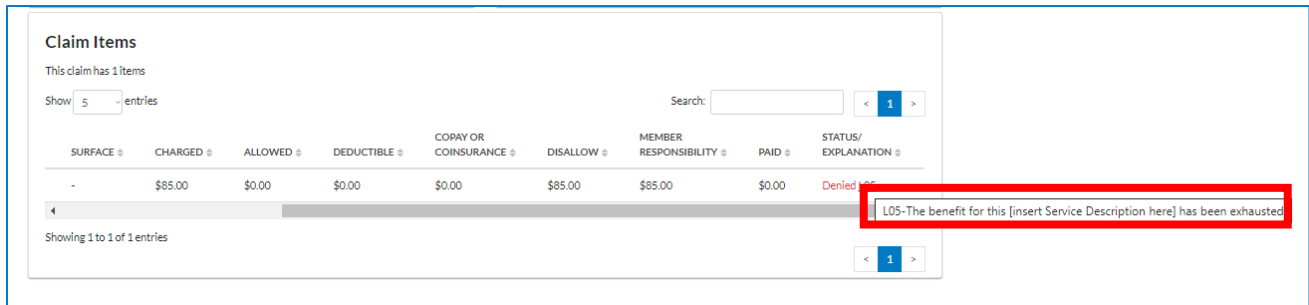 Claim Items
This claim has 1 items
Show 5 entries Search: < 1 >
SURFACE CHARGED ALLOWED DEDUCTIBLE COPAY OR COINSURANCE DISALLOW MEMBER RESPONSIBILITY PAID STATUS/ EXPLANATION
- $85.00 $0.00 $0.00 $0.00 $85.00 $85.00 $0.00 Denied L05
L05-The benefit for this [insert Service Description here] has been exhausted
Showing 1 to 1 of 1 entries
< 1 >